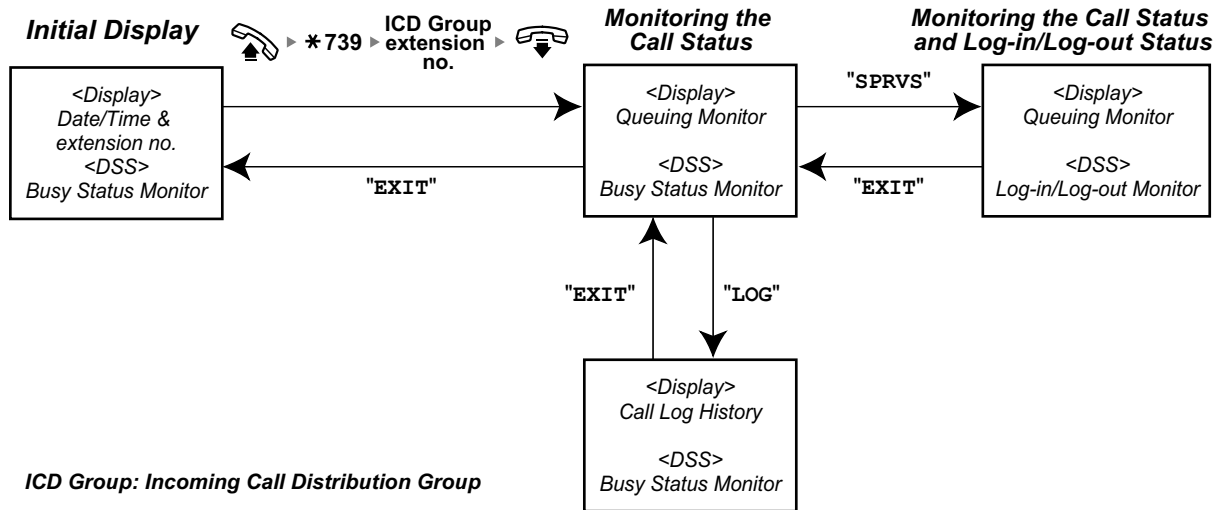 Initial Display
*739
ICD Group
extension
no.
Monitoring the
Call Status
Monitoring the Call Status
and Log-in/Log-out Status
<Display>
Date/Time &
extension no.
<DSS>
Busy Status Monitor
"EXIT"
<Display>
Queuing Monitor
<DSS>
Busy Status Monitor
"SPRVS"
"EXIT"
<Display>
Queuing Monitor
<DSS>
Log-in/Log-out Monitor
"EXIT"
"LOG"
<Display>
Call Log History
<DSS>
Busy Status Monitor
ICD Group: Incoming Call Distribution Group